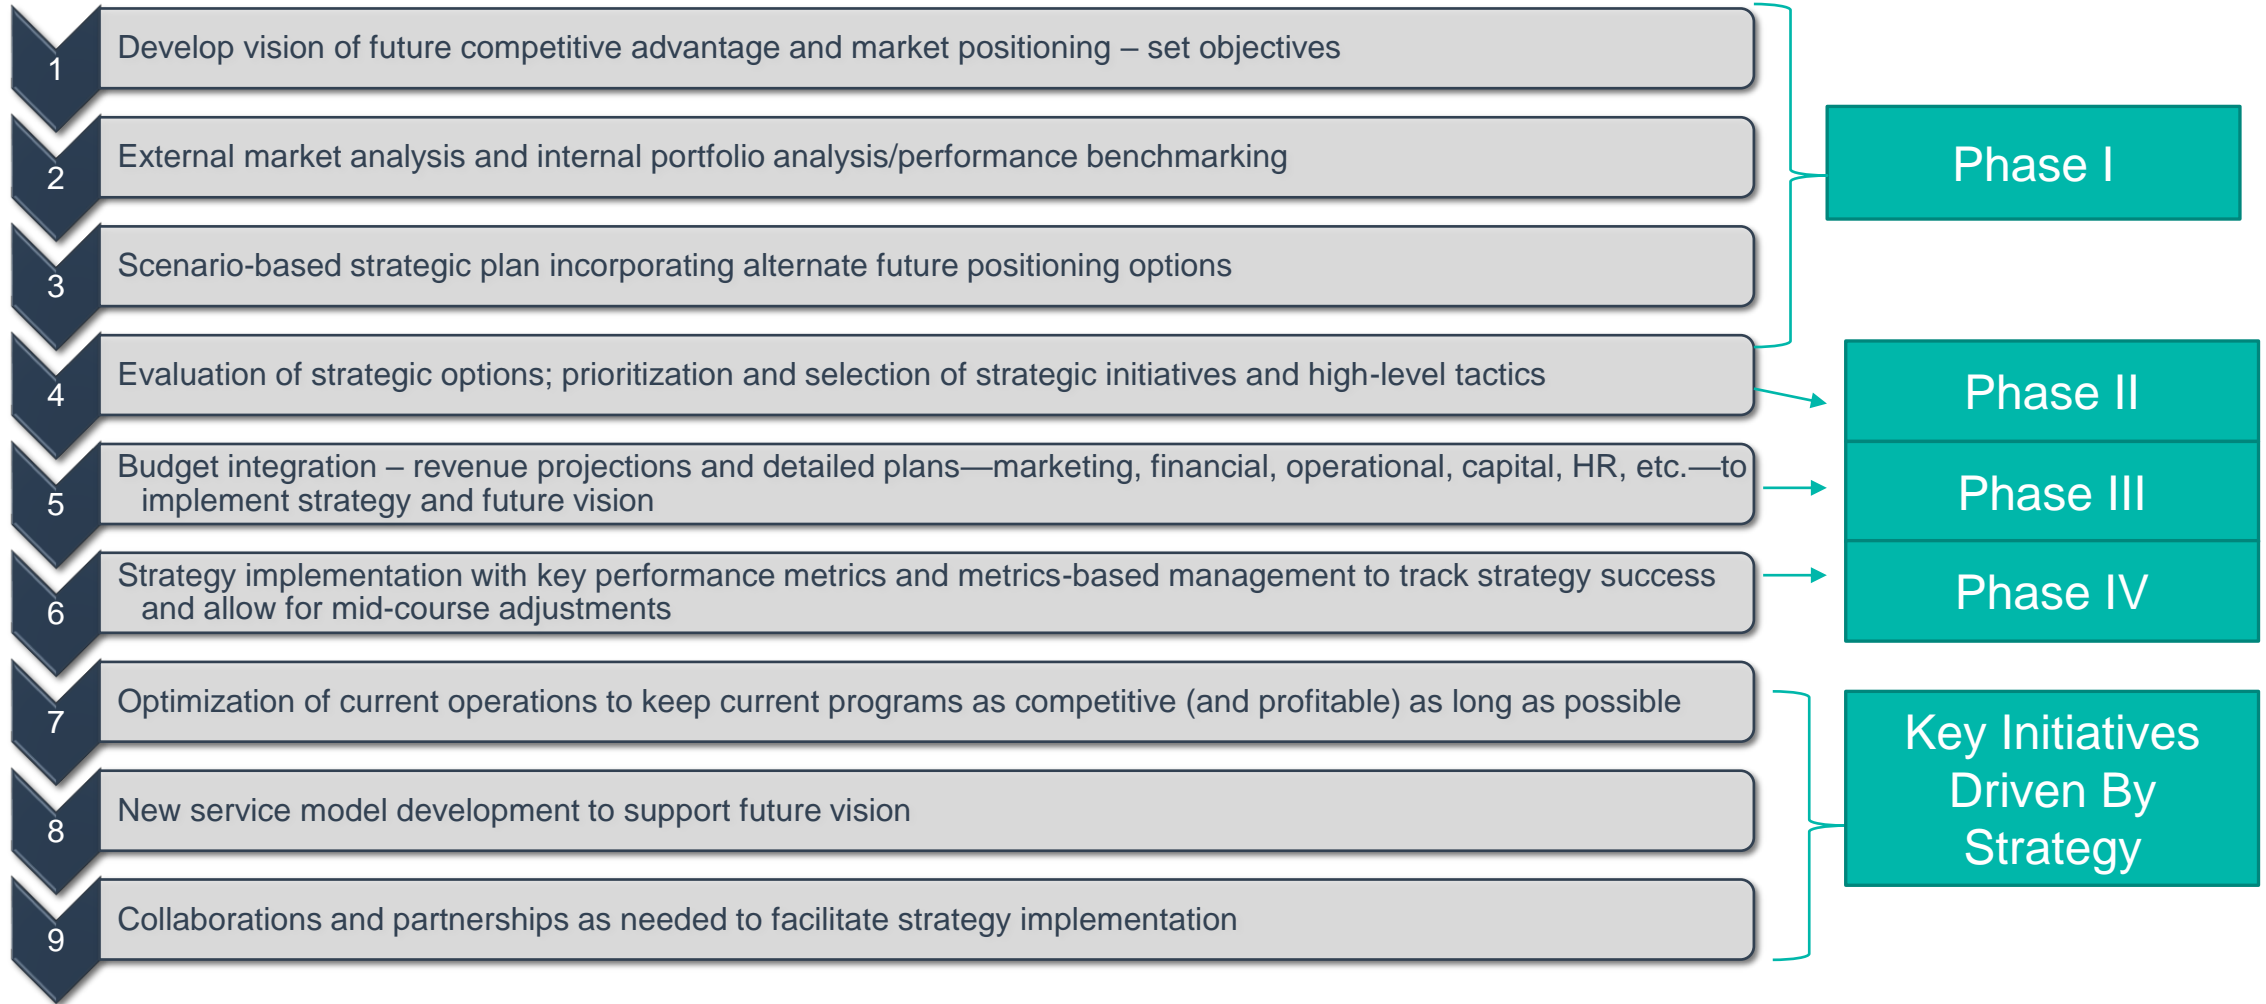 1
Develop vision of future competitive advantage and market positioning – set objectives
2
External market analysis and internal portfolio analysis/performance benchmarking
3
Scenario-based strategic plan incorporating alternate future positioning options
Phase I
4
Evaluation of strategic options; prioritization and selection of strategic initiatives and high-level tactics
Phase II
5
Budget integration – revenue projections and detailed plans—marketing, financial, operational, capital, HR, etc.—to
implement strategy and future vision
Phase III
6
Strategy implementation with key performance metrics and metrics-based management to track strategy success
and allow for mid-course adjustments
Phase IV
7
Optimization of current operations to keep current programs as competitive (and profitable) as long as possible
8
New service model development to support future vision
9
Collaborations and partnerships as needed to facilitate strategy implementation
Key Initiatives
Driven By
Strategy